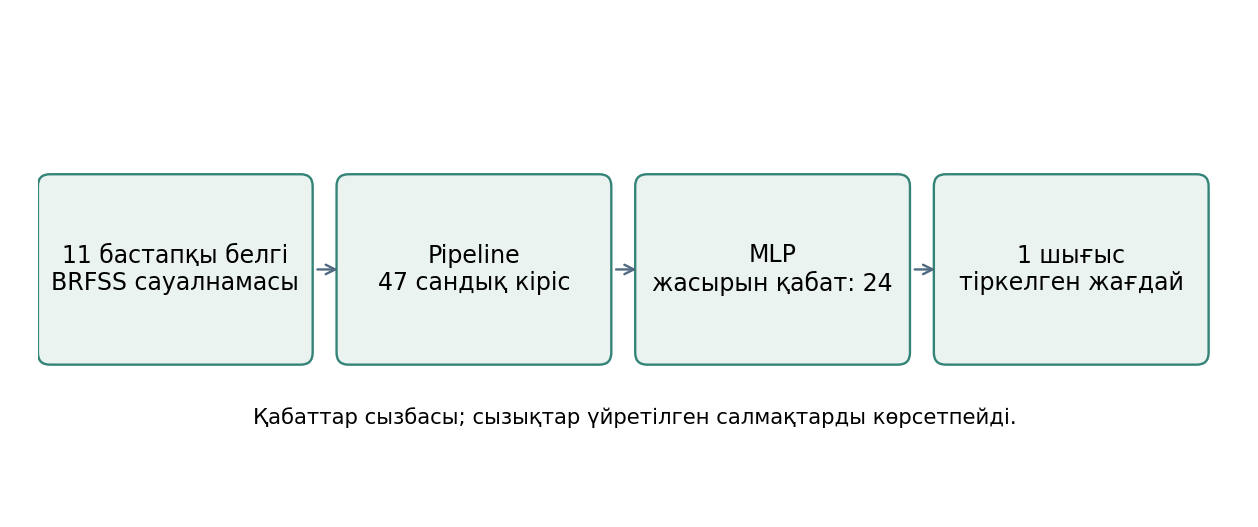 11 бастапқы белгі
BRFSS сауалнамасы
Pipeline
47 сандық кіріс
MLP
жасырын қабат: 24
1 шығыс
тіркелген жағдай
Қабаттар сызбасы; сызықтар үйретілген салмақтарды көрсетпейді.